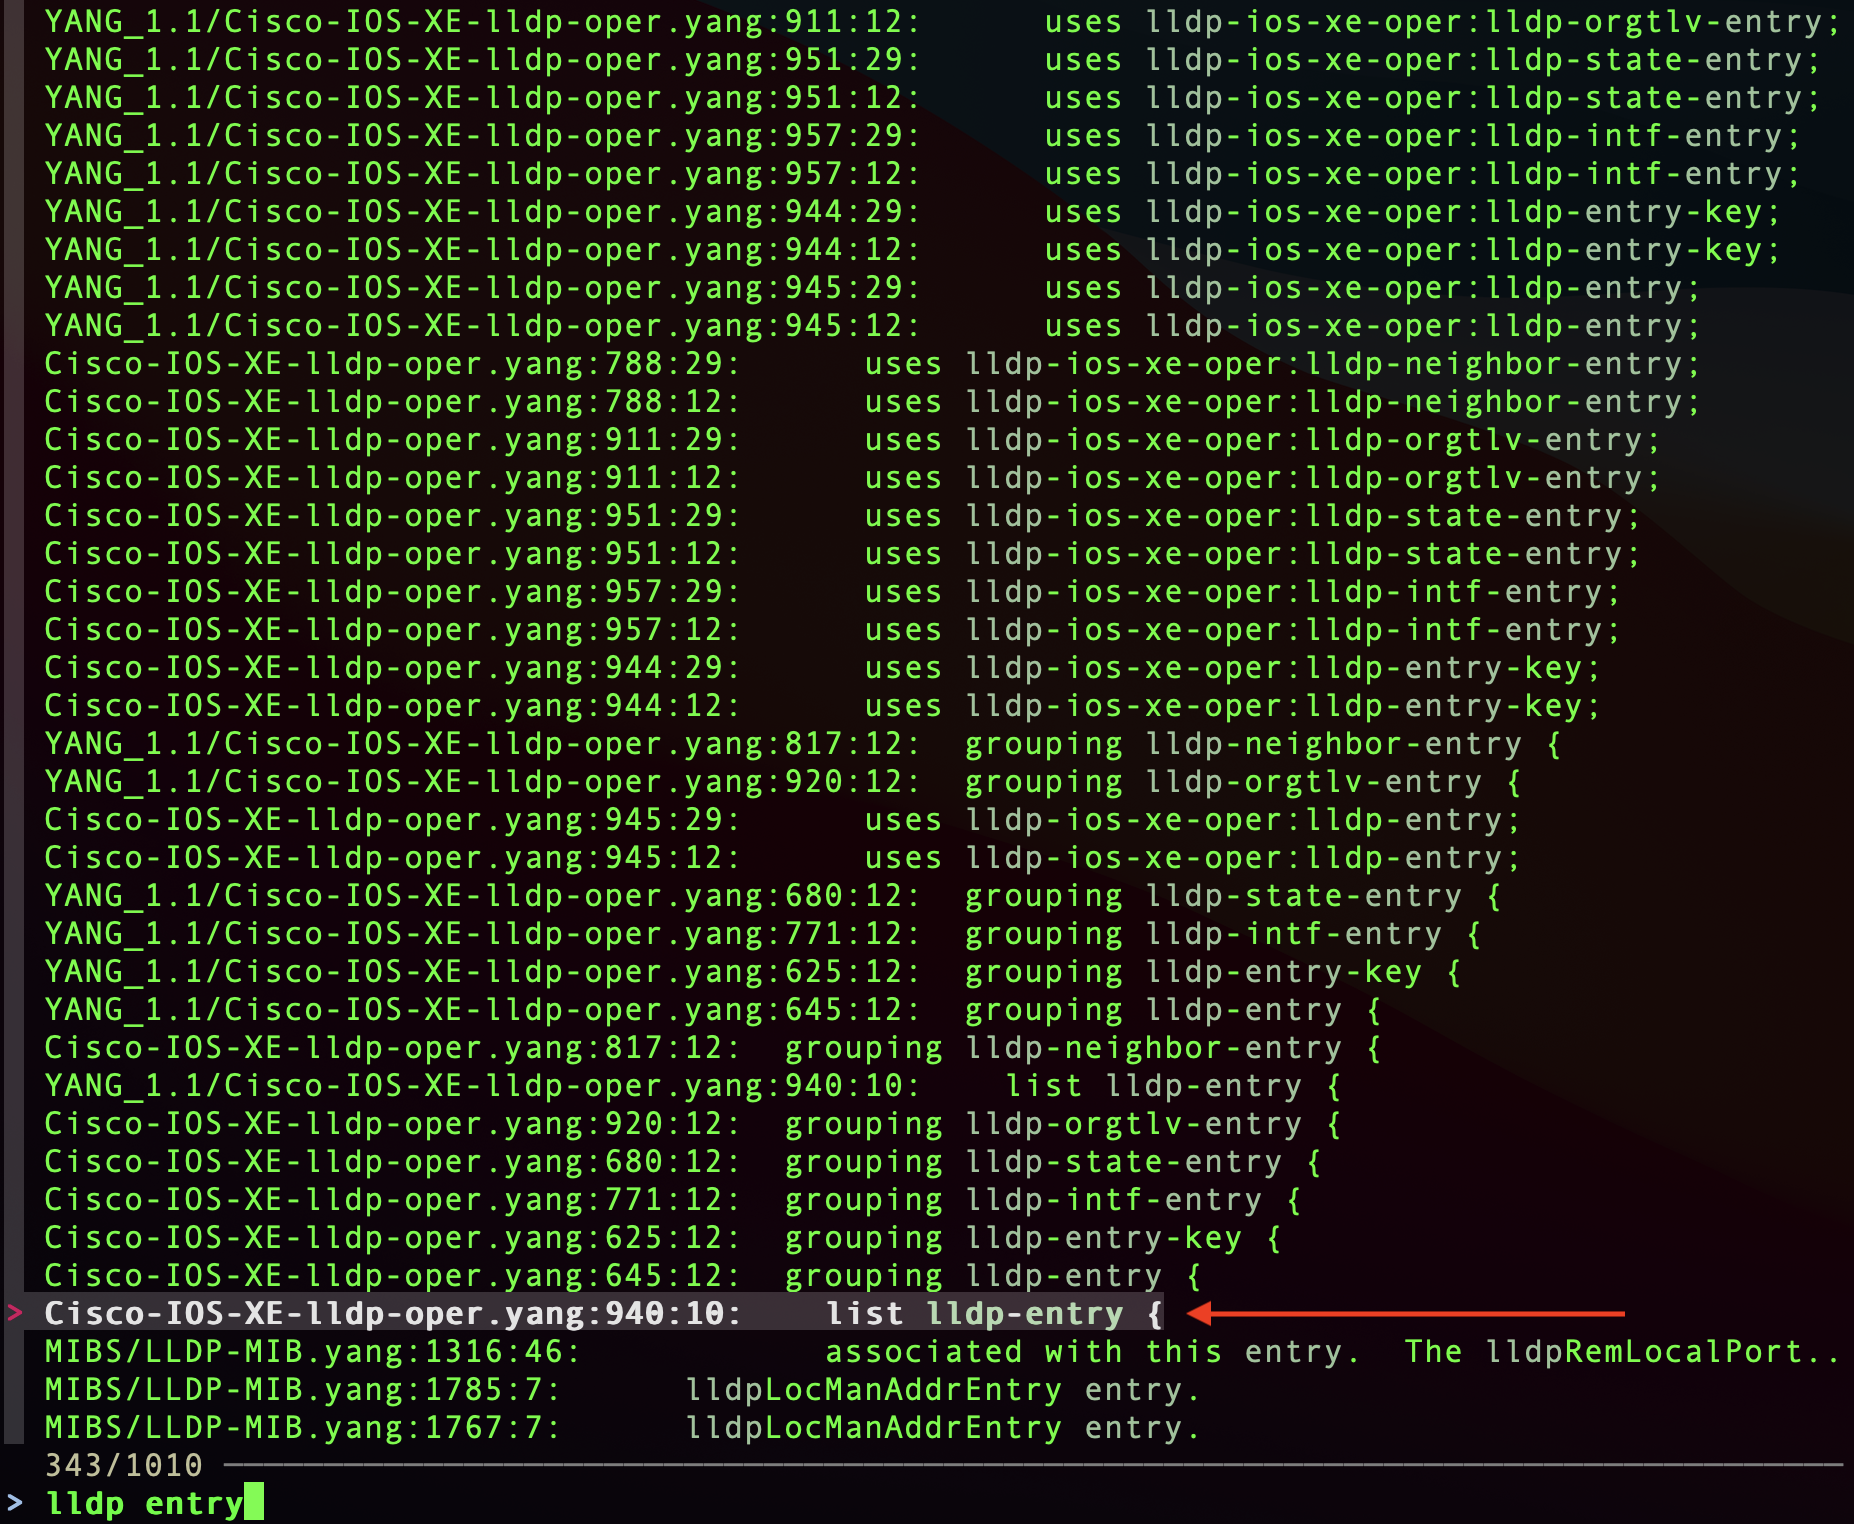 YANG_1.1/Cisco-IOS-XE-lldp-oper.yang:911:12:      uses lldp-ios-xe-oper:lldp-orgtlv-entry;
YANG_1.1/Cisco-IOS-XE-lldp-oper.yang:951:29:      uses lldp-ios-xe-oper:lldp-state-entry;
YANG_1.1/Cisco-IOS-XE-lldp-oper.yang:951:12:      uses lldp-ios-xe-oper:lldp-state-entry;
YANG_1.1/Cisco-IOS-XE-lldp-oper.yang:957:29:      uses lldp-ios-xe-oper:lldp-intf-entry;
YANG_1.1/Cisco-IOS-XE-lldp-oper.yang:957:12:      uses lldp-ios-xe-oper:lldp-intf-entry;
YANG_1.1/Cisco-IOS-XE-lldp-oper.yang:944:29:      uses lldp-ios-xe-oper:lldp-entry-key;
YANG_1.1/Cisco-IOS-XE-lldp-oper.yang:944:12:      uses lldp-ios-xe-oper:lldp-entry-key;
YANG_1.1/Cisco-IOS-XE-lldp-oper.yang:945:29:      uses lldp-ios-xe-oper:lldp-entry;
YANG_1.1/Cisco-IOS-XE-lldp-oper.yang:945:12:      uses lldp-ios-xe-oper:lldp-entry;
Cisco-IOS-XE-lldp-oper.yang:788:29:      uses lldp-ios-xe-oper:lldp-neighbor-entry;
Cisco-IOS-XE-lldp-oper.yang:788:12:      uses lldp-ios-xe-oper:lldp-neighbor-entry;
Cisco-IOS-XE-lldp-oper.yang:911:29:      uses lldp-ios-xe-oper:lldp-orgtlv-entry;
Cisco-IOS-XE-lldp-oper.yang:911:12:      uses lldp-ios-xe-oper:lldp-orgtlv-entry;
Cisco-IOS-XE-lldp-oper.yang:951:29:      uses lldp-ios-xe-oper:lldp-state-entry;
Cisco-IOS-XE-lldp-oper.yang:951:12:      uses lldp-ios-xe-oper:lldp-state-entry;
Cisco-IOS-XE-lldp-oper.yang:957:29:      uses lldp-ios-xe-oper:lldp-intf-entry;
Cisco-IOS-XE-lldp-oper.yang:957:12:      uses lldp-ios-xe-oper:lldp-intf-entry;
Cisco-IOS-XE-lldp-oper.yang:944:29:      uses lldp-ios-xe-oper:lldp-entry-key;
Cisco-IOS-XE-lldp-oper.yang:944:12:      uses lldp-ios-xe-oper:lldp-entry-key;
YANG_1.1/Cisco-IOS-XE-lldp-oper.yang:817:12:  grouping lldp-neighbor-entry {
YANG_1.1/Cisco-IOS-XE-lldp-oper.yang:920:12:  grouping lldp-orgtlv-entry {
Cisco-IOS-XE-lldp-oper.yang:945:29:      uses lldp-ios-xe-oper:lldp-entry;
Cisco-IOS-XE-lldp-oper.yang:945:12:      uses lldp-ios-xe-oper:lldp-entry;
YANG_1.1/Cisco-IOS-XE-lldp-oper.yang:680:12:  grouping lldp-state-entry {
YANG_1.1/Cisco-IOS-XE-lldp-oper.yang:771:12:  grouping lldp-intf-entry {
YANG_1.1/Cisco-IOS-XE-lldp-oper.yang:625:12:  grouping lldp-entry-key {
YANG_1.1/Cisco-IOS-XE-lldp-oper.yang:645:12:  grouping lldp-entry {
Cisco-IOS-XE-lldp-oper.yang:817:12:  grouping lldp-neighbor-entry {
YANG_1.1/Cisco-IOS-XE-lldp-oper.yang:940:10:    list lldp-entry {
Cisco-IOS-XE-lldp-oper.yang:920:12:  grouping lldp-orgtlv-entry {
Cisco-IOS-XE-lldp-oper.yang:680:12:  grouping lldp-state-entry {
Cisco-IOS-XE-lldp-oper.yang:771:12:  grouping lldp-intf-entry {
Cisco-IOS-XE-lldp-oper.yang:625:12:  grouping lldp-entry-key {
Cisco-IOS-XE-lldp-oper.yang:645:12:  grouping lldp-entry {
> Cisco-IOS-XE-lldp-oper.yang:940:10:    list lldp-entry {
MIBS/LLDP-MIB.yang:1316:46:            associated with this entry.  The lldpRemLocalPort..
MIBS/LLDP-MIB.yang:1785:7:      lldpLocManAddrEntry entry.
MIBS/LLDP-MIB.yang:1767:7:      lldpLocManAddrEntry entry.
343/1010
> lldp entry